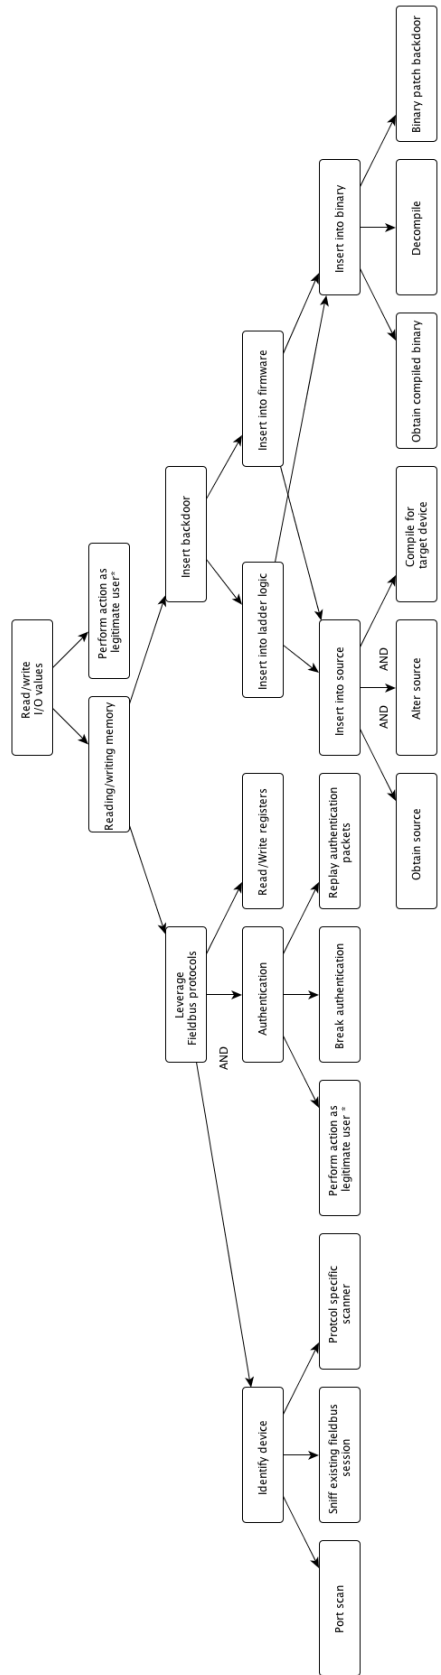 Read/write
I/O values
Reading/writing memory
Perform action as
legitimate user*
Leverage
Fieldbus protocols
Insert backdoor
AND
Identify device
Authentication
Read/Write registers
Insert into ladder logic
Insert into firmware
Port scan
Sniff existing fieldbus
session
Protcol specific
scanner
Perform action as
legitimate user *
Break authentication
Replay authentication
packets
Insert into source
Insert into binary
AND
AND
Obtain source
Alter source
Compile for
target device
Obtain compiled binary
Decompile
Binary patch backdoor